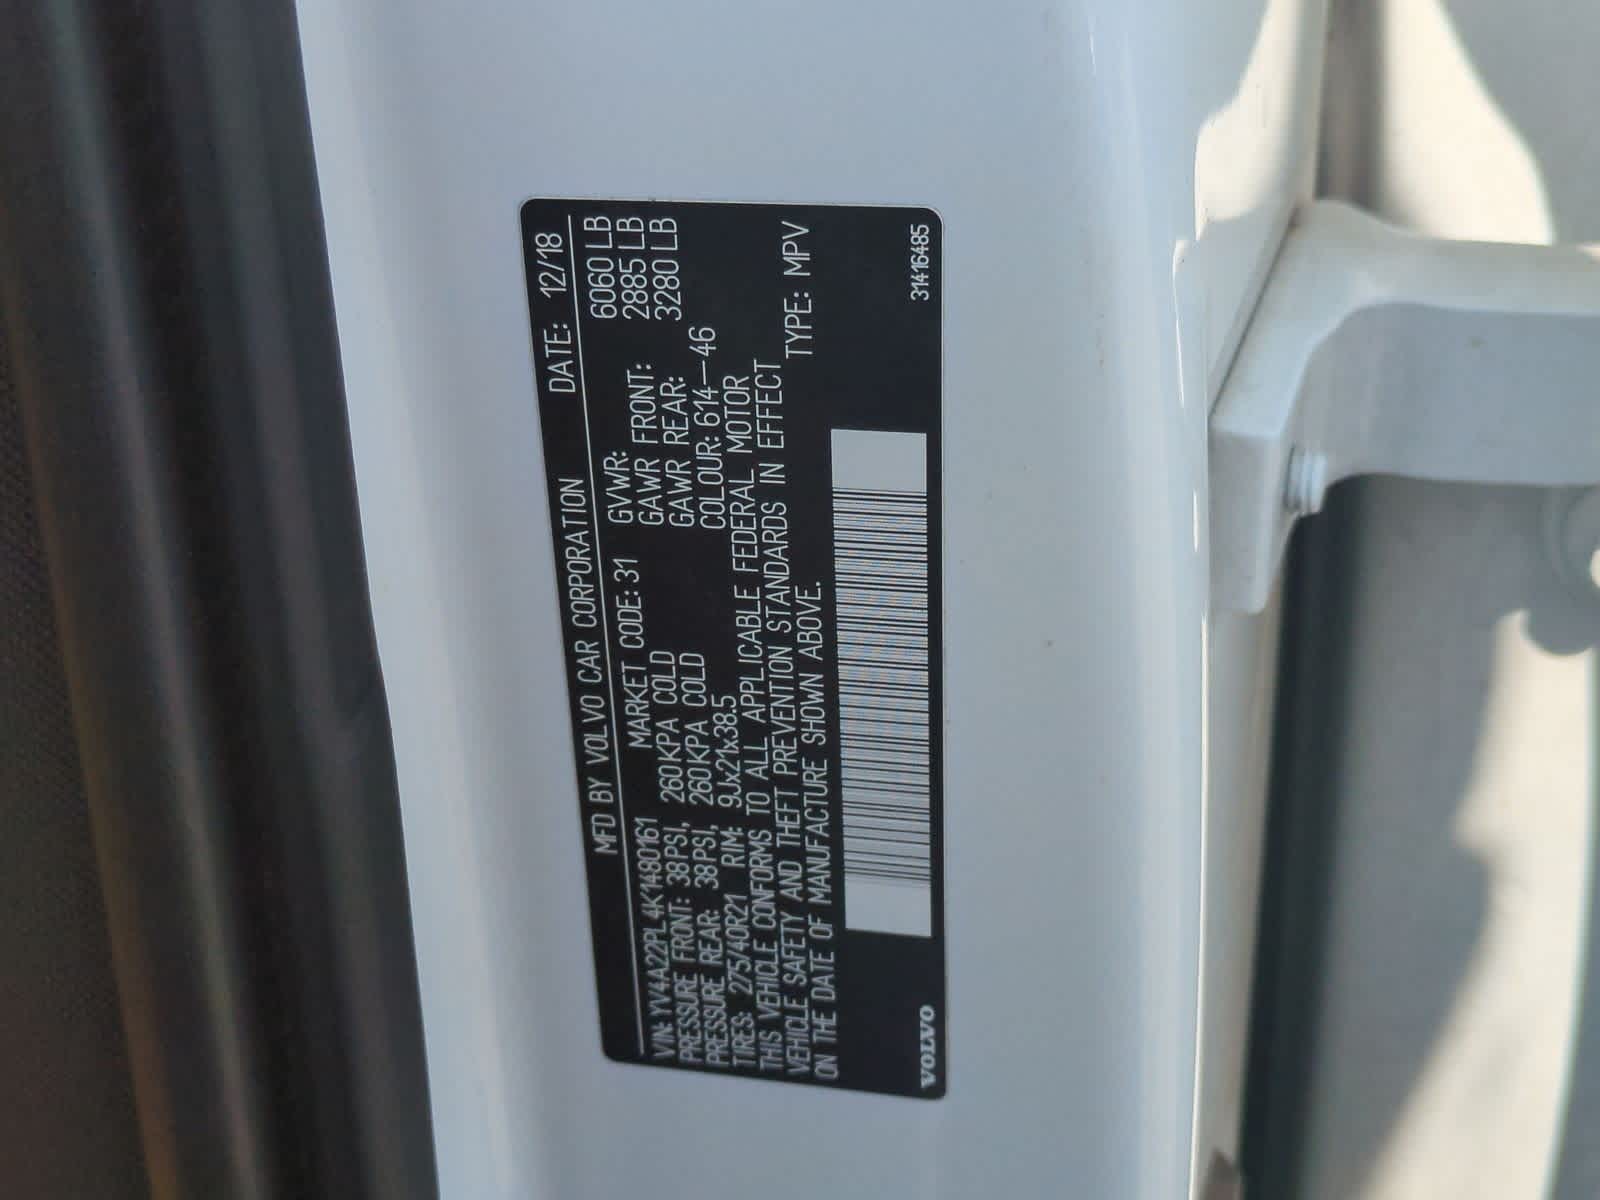 MFD BY VOLVO CAR CORPORATION DATE: 12/18
VIN: YV4A22PL4K1480161 MARKET CODE: 31 GVWR: 6060 LB
PRESSURE FRONT: 38PSI, 260KPA COLD GAWR FRONT: 2885 LB
PRESSURE REAR: 38PSI, 260KPA COLD GAWR REAR: 3280 LB
TIRES: 275/40R21 RIM: 9Jx21x38.5 COLOUR: 614-46
THIS VEHICLE CONFORMS TO ALL APPLICABLE FEDERAL MOTOR
VEHICLE SAFETY AND THEFT PREVENTION STANDARDS IN EFFECT
ON THE DATE OF MANUFACTURE SHOWN ABOVE. TYPE: MPV
VOLVO 31416485